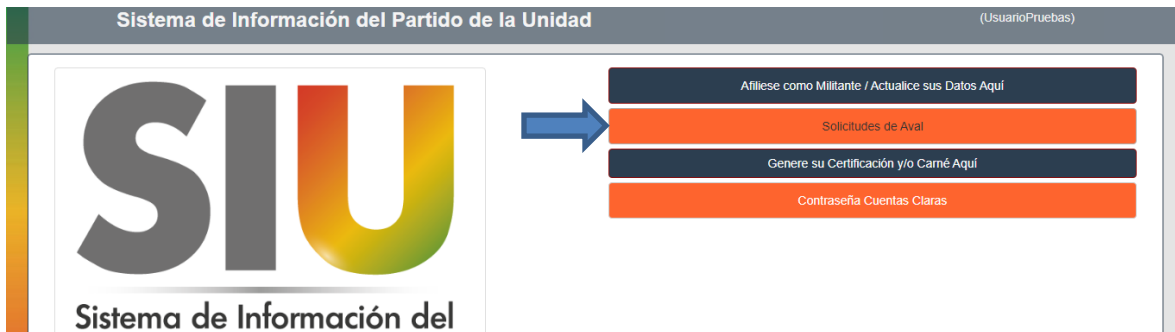 Sistema de Información del Partido de la Unidad
(UsuarioPruebas)
SIU
Sistema de Información del
Afiliese como Militante / Actualice sus Datos Aquí
Solicitudes de Aval
Genere su Certificación y/o Carné Aquí
Contraseña Cuentas Claras